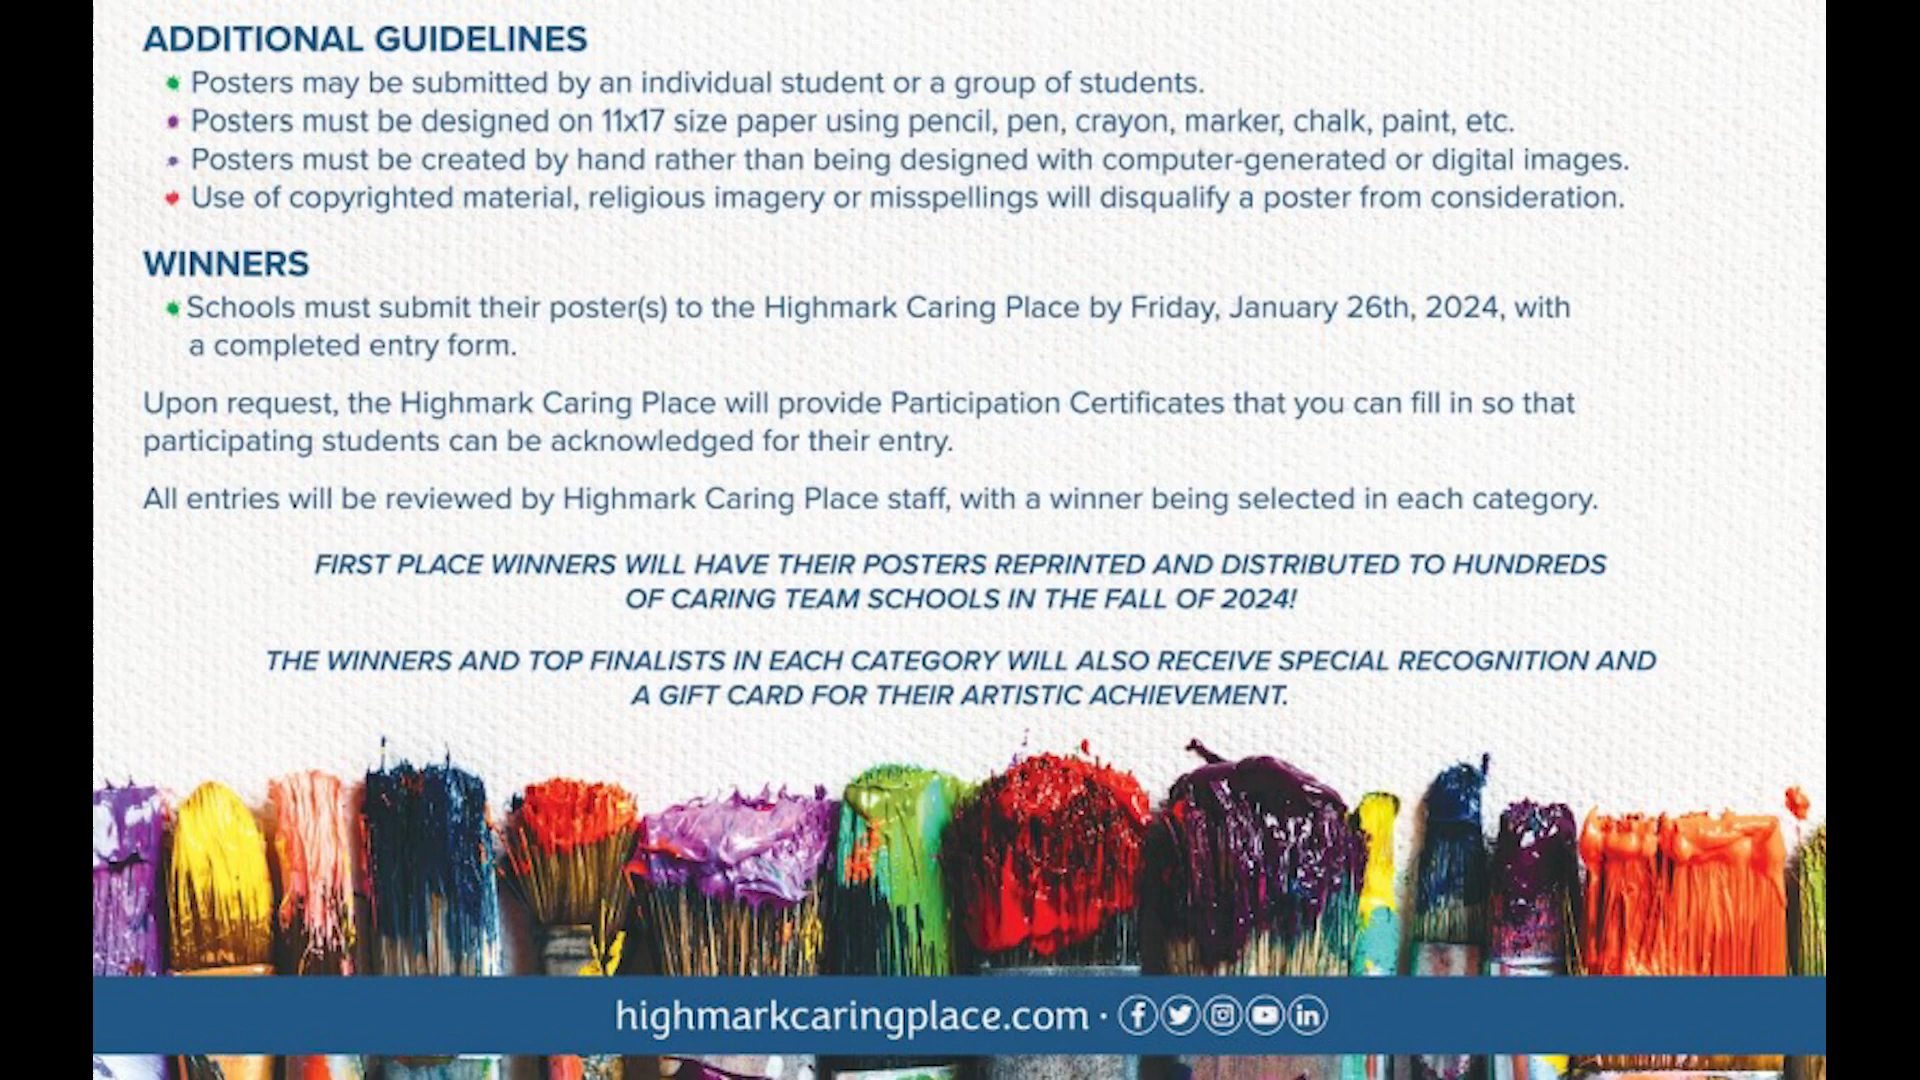 ADDITIONAL GUIDELINES
Posters may be submitted by an individual student or a group of students.
Posters must be designed on 11x17 size paper using pencil, pen, crayon, marker, chalk, paint, etc.
Posters must be created by hand rather than being designed with computer-generated or digital images.
Use of copyrighted material, religious imagery or misspellings will disqualify a poster from consideration.
WINNERS
Schools must submit their poster(s) to the Highmark Caring Place by Friday, January 26th, 2024, with
a completed entry form.
Upon request, the Highmark Caring Place will provide Participation Certificates that you can fill in so that
participating students can be acknowledged for their entry.
All entries will be reviewed by Highmark Caring Place staff, with a winner being selected in each category.
FIRST PLACE WINNERS WILL HAVE THEIR POSTERS REPRINTED AND DISTRIBUTED TO HUNDREDS
OF CARING TEAM SCHOOLS IN THE FALL OF 2024!
THE WINNERS AND TOP FINALISTS IN EACH CATEGORY WILL ALSO RECEIVE SPECIAL RECOGNITION AND
A GIFT CARD FOR THEIR ARTISTIC ACHIEVEMENT.
highmarkcaringplace.com ·